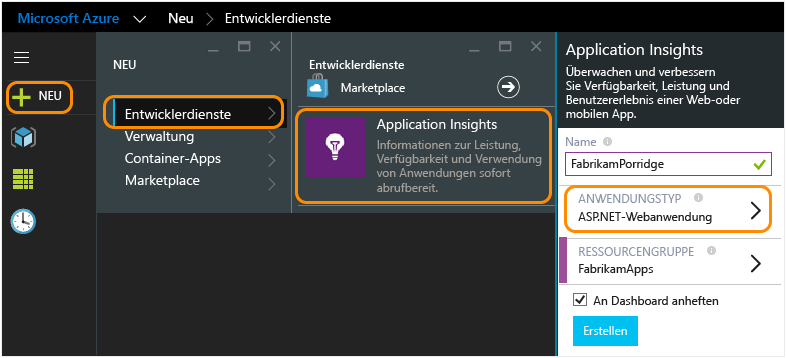 Microsoft Azure Neu Entwicklerdienste
NEU
NEU
Entwicklerdienste
Verwaltung
Container-Apps
Marketplace
Entwicklerdienste
Marketplace
Application Insights
Informationen zur Leistung,
Verfügbarkeit und Verwendung
von Anwendungen sofort
abrufbereit.
Application Insights
Überwachen und verbessern
Sie Verfügbarkeit, Leistung und
Benutzererlebnis einer Web-oder
mobilen App.
Name
FabrikamPorridge
ANWENDUNGSTYP
ASP.NET-Webanwendung
RESSOURCENGRUPPE
FabrikamApps
An Dashboard anheften
Erstellen